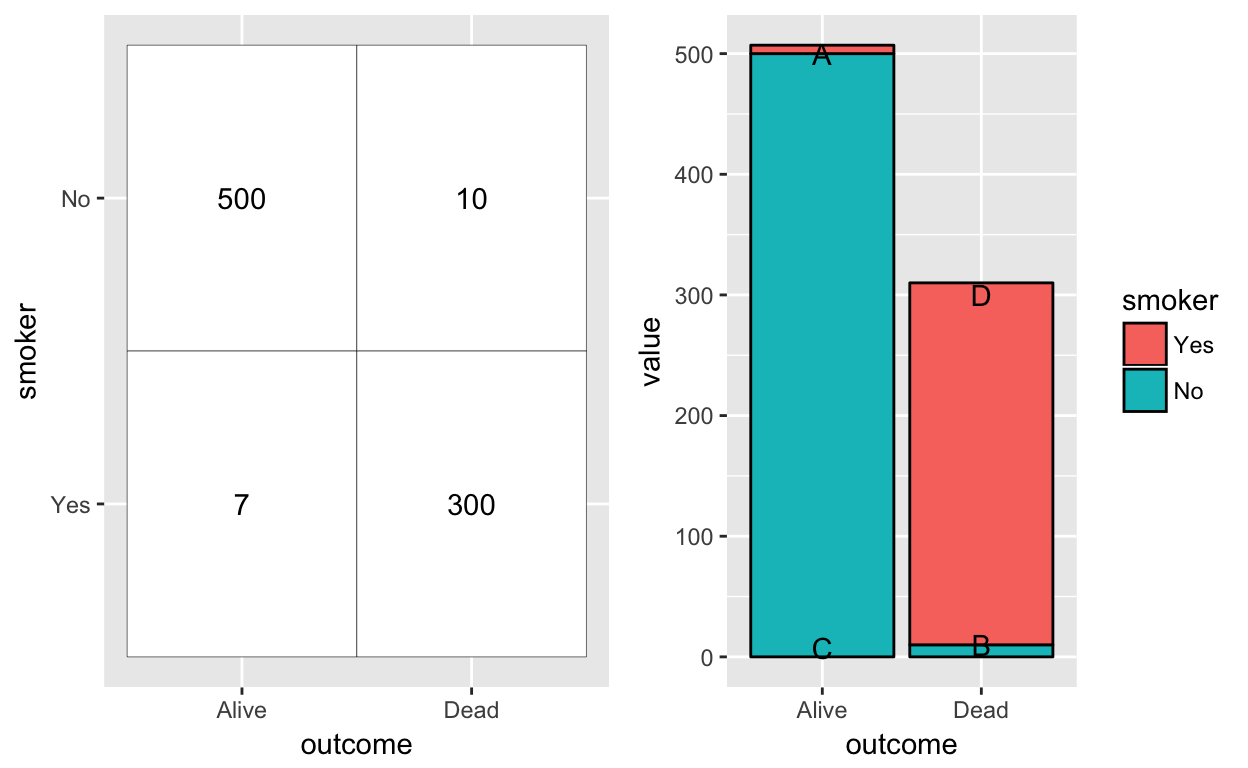 smoker
No
Yes
500
10
7
300
Alive
Dead
outcome
value
500
400
300
200
100
0
A
D
C
B
Alive
Dead
outcome
smoker
Yes
No